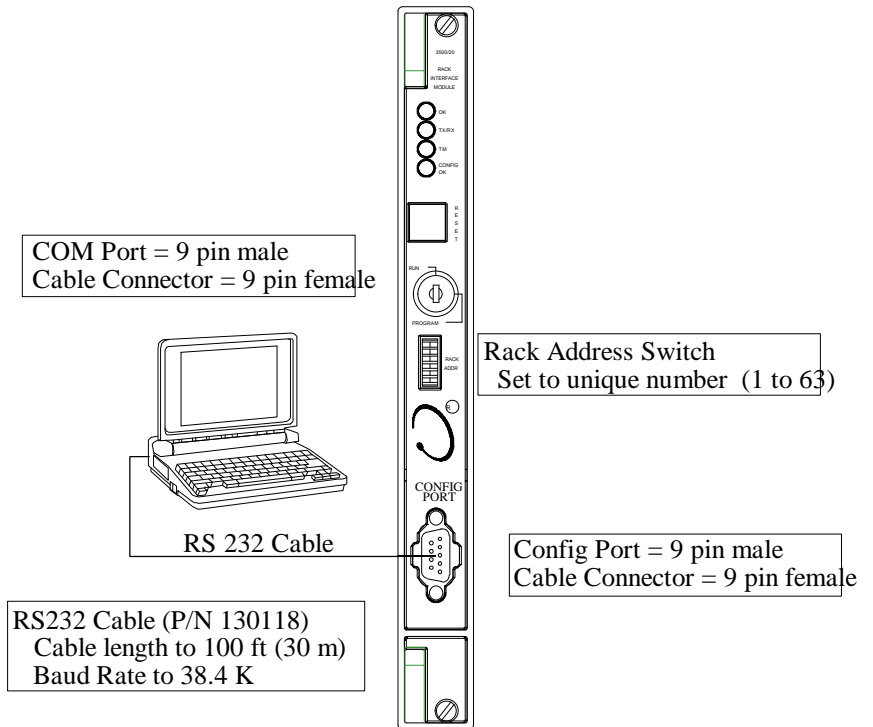 3500/20
RACK
INTERFACE
MODULE
OK
TX/RX
TM
CONFIG
OK
R
E
S
E
T
COM Port = 9 pin male
Cable Connector = 9 pin female
RUN
PROGRAM
RACK
ADDR.
Rack Address Switch
Set to unique number (1 to 63)
R
CONFIG
PORT
RS 232 Cable
Config Port = 9 pin male
Cable Connector = 9 pin female
RS232 Cable (P/N 130118)
Cable length to 100 ft (30 m)
Baud Rate to 38.4 K